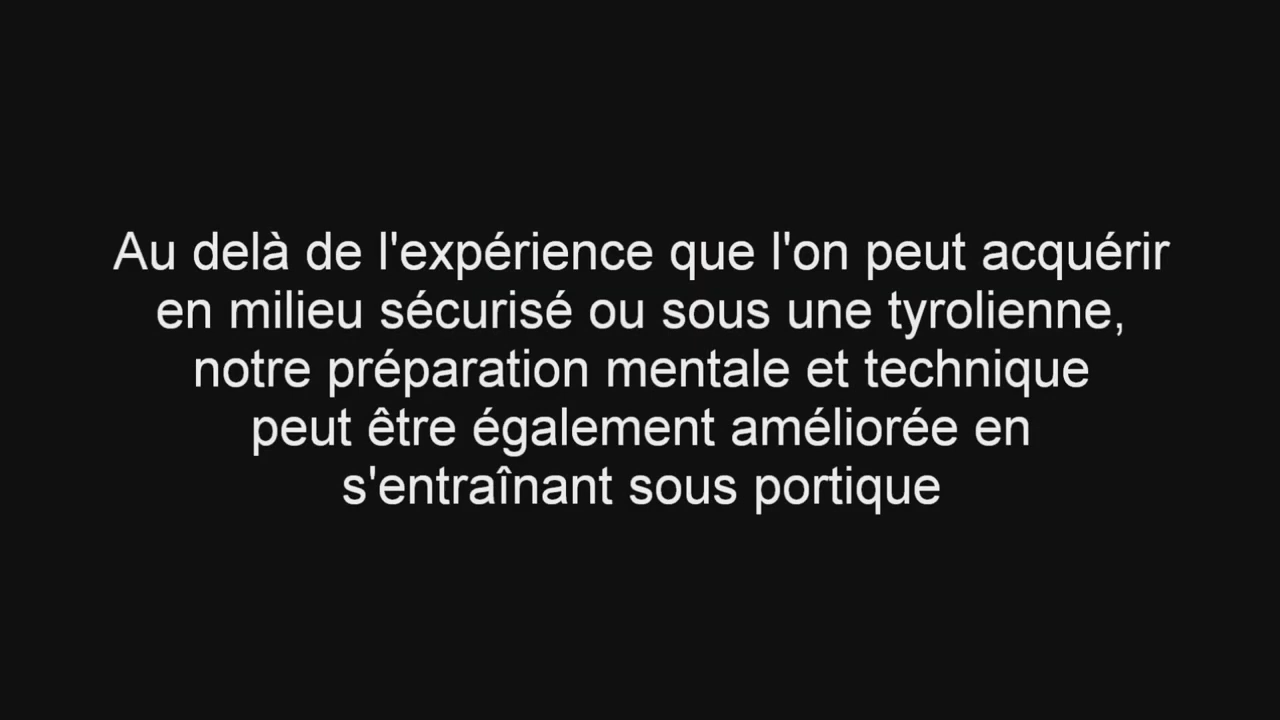 Au delà de l'expérience que l'on peut acquérir
en milieu sécurisé ou sous une tyrolienne,
notre préparation mentale et technique
peut être également améliorée en
s'entraînant sous portique